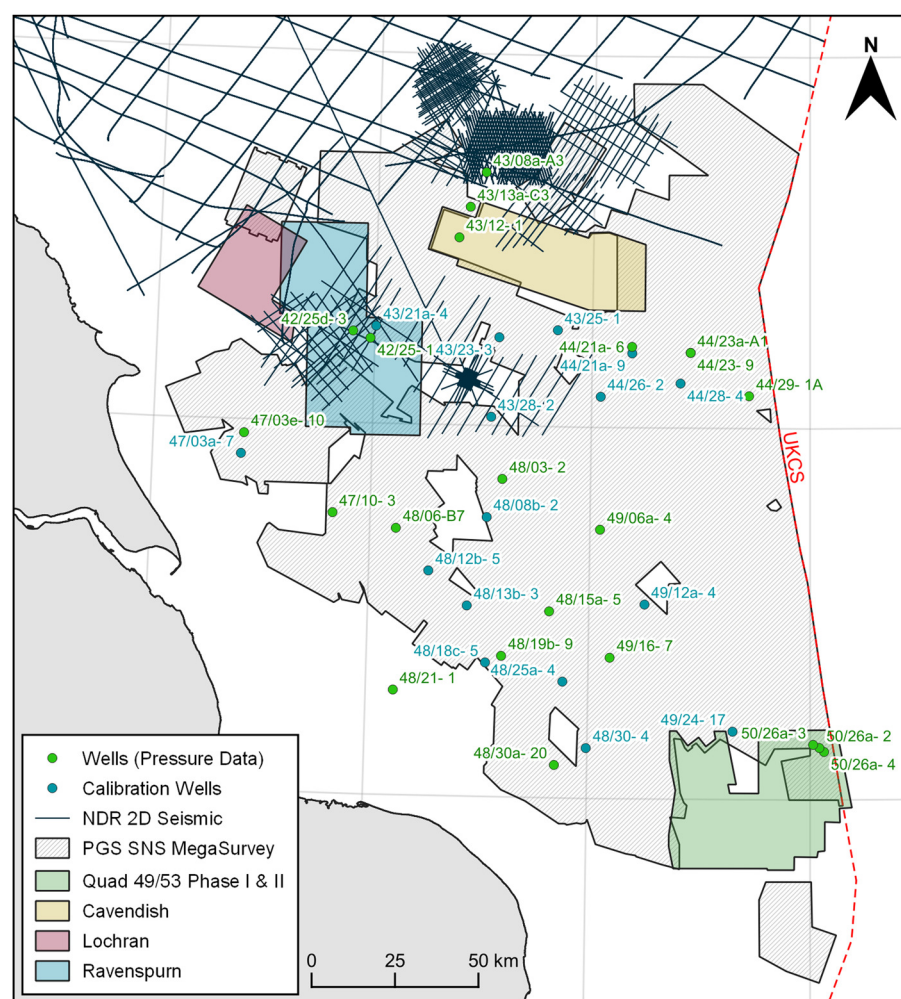 N
43/08a-A3
43/13a-C3
43/12- 1
42/25d- 3
43/21a- 4
43/25- 1
42/25- 1
43/23- 3
44/21a- 6
44/21a- 9
44/23a-A1
44/23- 9
44/26- 2
44/28- 4
44/29- 1A
43/28- 2
47/03e- 10
47/03a- 7
UKCS
48/03- 2
47/10- 3
48/06-B7
48/08b- 2
49/06a- 4
48/12b- 5
48/13b- 3
48/15a- 5
49/12a- 4
48/18c- 5
48/19b- 9
49/16- 7
48/25a- 4
48/21- 1
49/24- 17
50/26a- 3
50/26a- 2
50/26a- 4
48/30- 4
48/30a- 20
Wells (Pressure Data)
Calibration Wells
NDR 2D Seismic
PGS SNS MegaSurvey
Quad 49/53 Phase I & II
Cavendish
Lochran
Ravenspurn
0 25 50 km